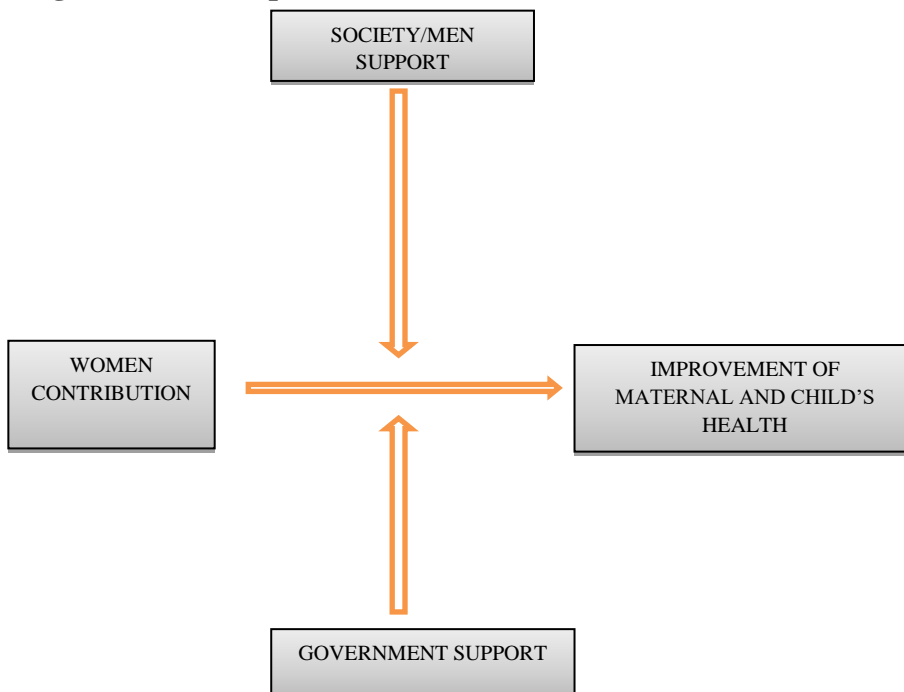 SOCIETY/MEN
SUPPORT
WOMEN
CONTRIBUTION
IMPROVEMENT OF
MATERNAL AND CHILD’S
HEALTH
GOVERNMENT SUPPORT